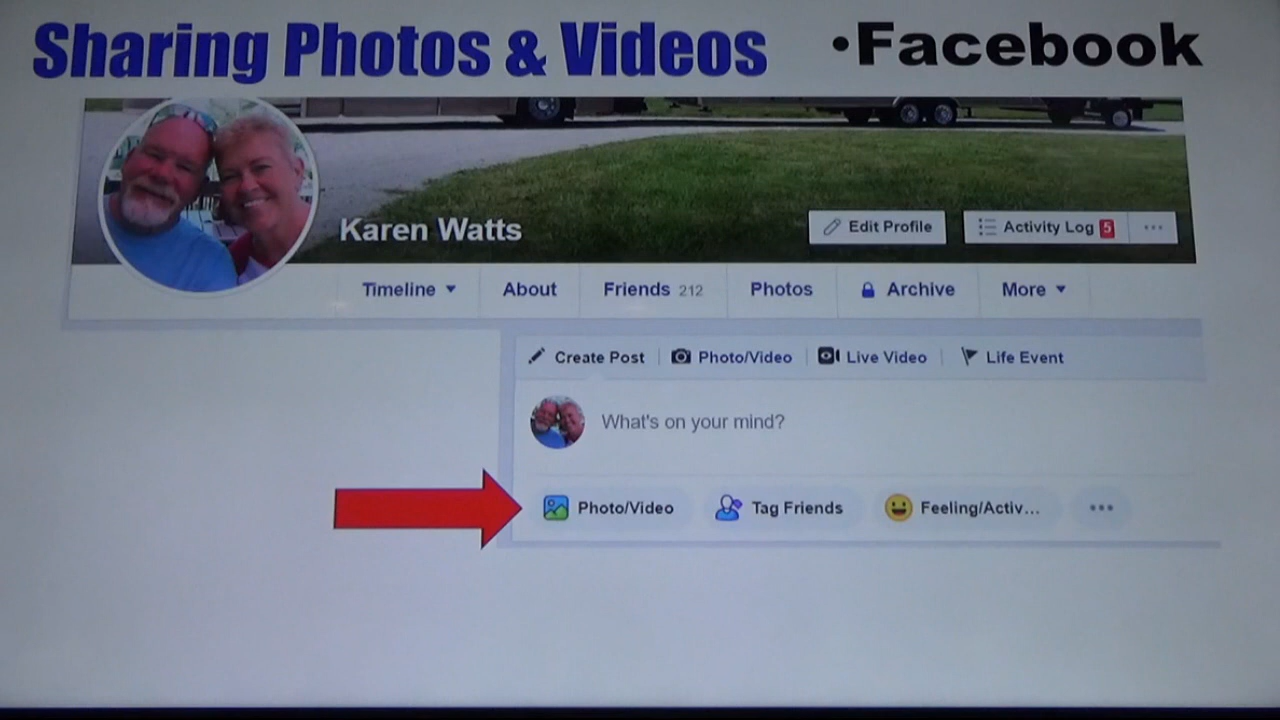 Sharing Photos & Videos
•Facebook
Karen Watts
Edit Profile
Activity Log 5 ...
Timeline
About
Friends 212
Photos
Archive
More
Create Post
Photo/Video
Live Video
Life Event
What's on your mind?
Photo/Video
Tag Friends
Feeling/Activ...
...